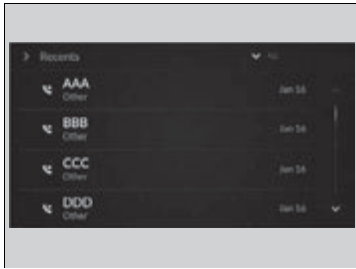 Recents
AAA
Other
Jan 16
BBB
Other
Jan 16
CCC
Other
Jan 16
DDD
Other
Jan 16